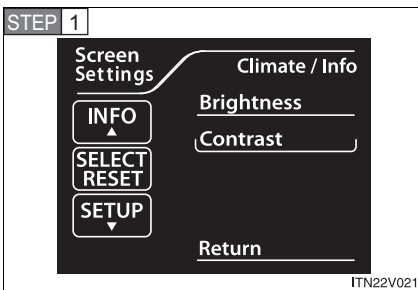 STEP 1
Screen
Settings
Climate / Info
INFO
▲
SELECT
RESET
SETUP
▼
Brightness
Contrast
Return
ITN22V021